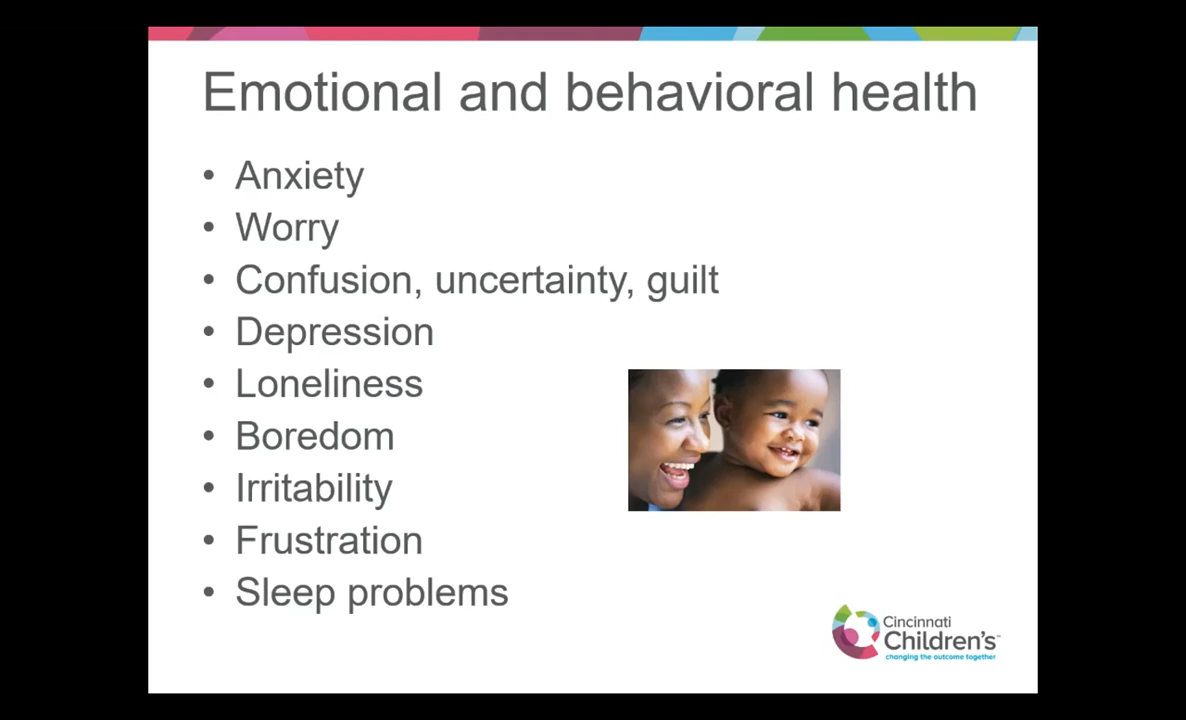 Emotional and behavioral health
• Anxiety
• Worry
• Confusion, uncertainty, guilt
• Depression
• Loneliness
• Boredom
• Irritability
• Frustration
• Sleep problems
Cincinnati
Children's™
changing the outcome together